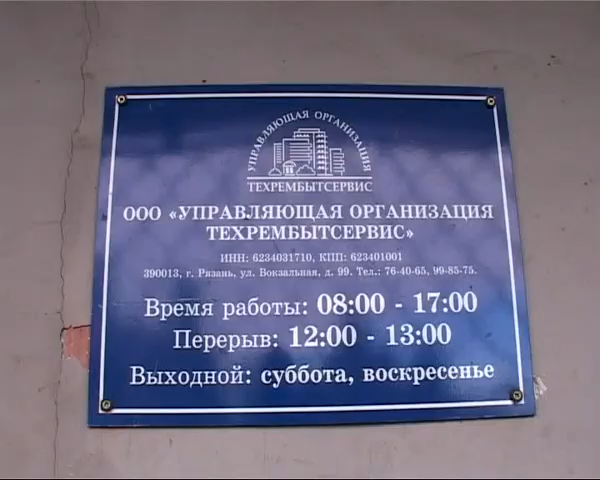 УПРАВЛЯЮЩАЯ ОРГАНИЗАЦИЯ
ТЕХРЕМБЫТСЕРВИС
ООО «УПРАВЛЯЮЩАЯ ОРГАНИЗАЦИЯ
ТЕХРЕМБЫТСЕРВИС»
ИНН: 6234031710, КПП: 623401001
390013, г. Рязань, ул. Вокзальная, д. 99. Тел.: 76-40-65, 99-85-75.
Время работы: 08:00 - 17:00
Перерыв: 12:00 - 13:00
Выходной: суббота, воскресенье